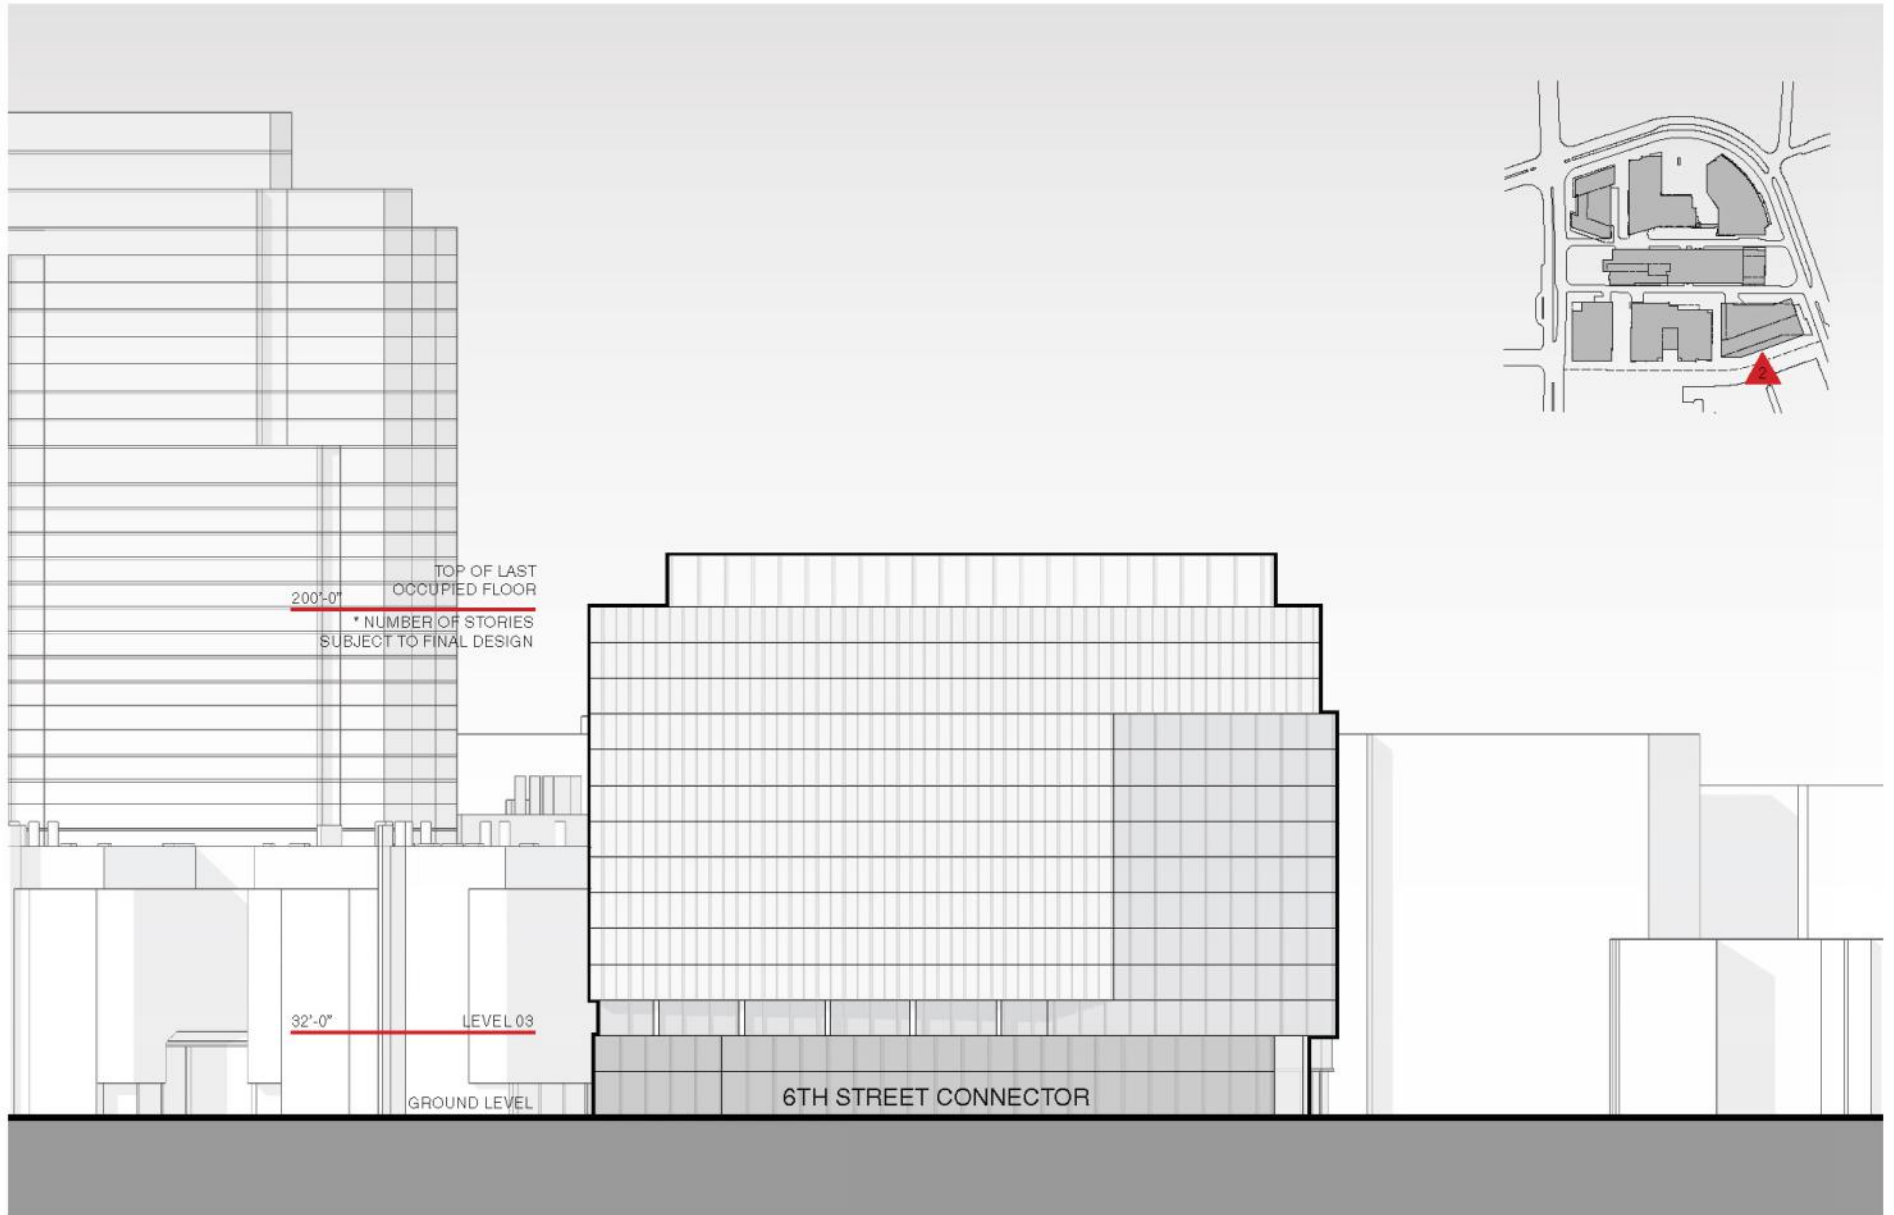 2
TOP OF LAST
OCCUPIED FLOOR
200'-0"
* NUMBER OF STORIES
SUBJECT TO FINAL DESIGN
32'-0" LEVEL 03
6TH STREET CONNECTOR
GROUND LEVEL